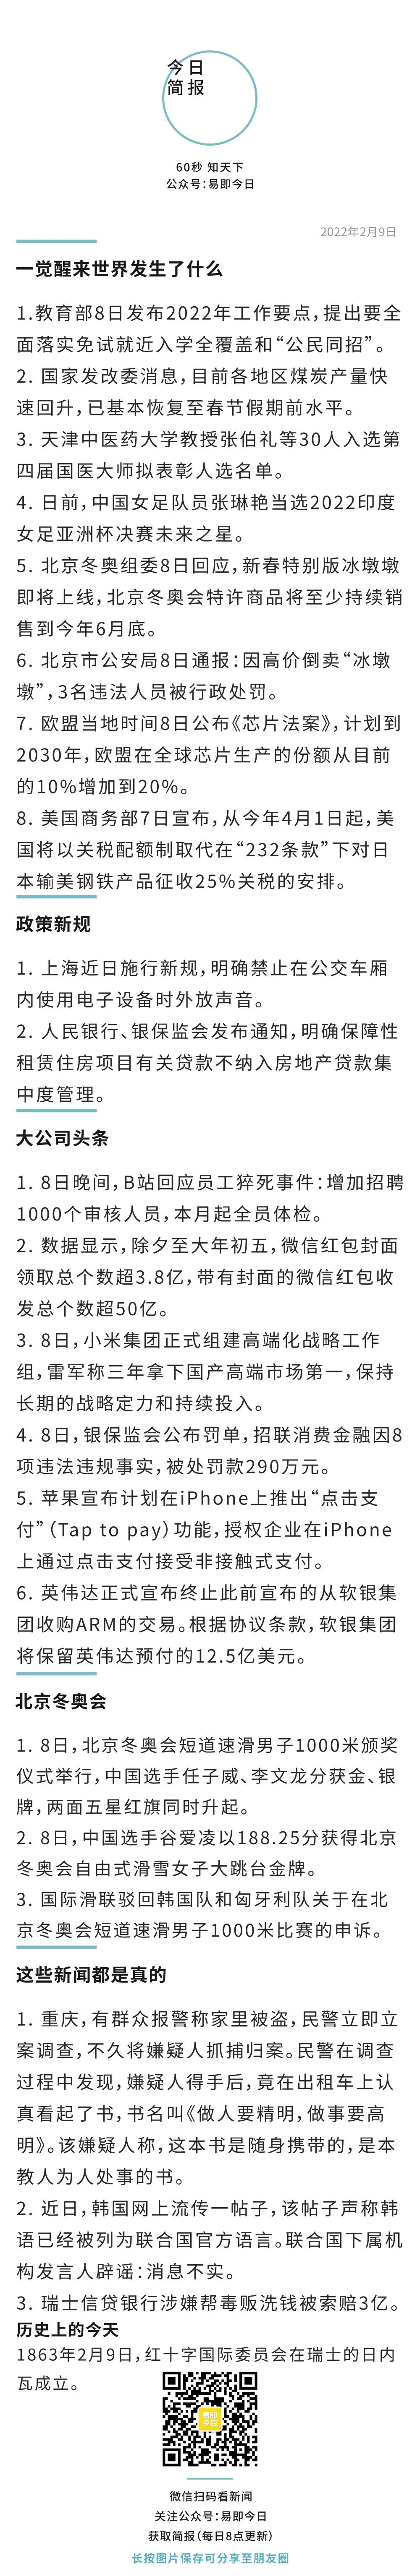 今日
简报
60秒 知天下
公众号:易即今日
2022年2月9日
一觉醒来世界发生了什么
1.教育部8日发布2022年工作要点,提出要全
面落实免试就近入学全覆盖和“公民同招”。
2. 国家发改委消息,目前各地区煤炭产量快
速回升,已基本恢复至春节假期前水平。
3. 天津中医药大学教授张伯礼等30人入选第
四届国医大师拟表彰人选名单。
4. 日前,中国女足队员张琳艳当选2022印度
女足亚洲杯决赛未来之星。
5. 北京冬奥组委8日回应,新春特别版冰墩墩
即将上线,北京冬奥会特许商品将至少持续销
售到今年6月底。
6. 北京市公安局8日通报:因高价倒卖“冰墩
墩”,3名违法人员被行政处罚。
7. 欧盟当地时间8日公布《芯片法案》,计划到
2030年,欧盟在全球芯片生产的份额从目前
的10%增加到20%。
8. 美国商务部7日宣布,从今年4月1日起,美
国将以关税配额制取代在“232条款”下对日
本输美钢铁产品征收25%关税的安排。
政策新规
1. 上海近日施行新规,明确禁止在公交车厢
内使用电子设备时外放声音。
2. 人民银行、银保监会发布通知,明确保障性
租赁住房项目有关贷款不纳入房地产贷款集
中度管理。
大公司头条
1. 8日晚间,B站回应员工猝死事件:增加招聘
1000个审核人员,本月起全员体检。
2. 数据显示,除夕至大年初五,微信红包封面
领取总个数超3.8亿,带有封面的微信红包收
发总个数超50亿。
3. 8日,小米集团正式组建高端化战略工作
组,雷军称三年拿下国产高端市场第一,保持
长期的战略定力和持续投入。
4. 8日,银保监会公布罚单,招联消费金融因8
项违法违规事实,被处罚款290万元。
5. 苹果宣布计划在iPhone上推出“点击支
付”(Tap to pay)功能,授权企业在iPhone
上通过点击支付接受非接触式支付。
6. 英伟达正式宣布终止此前宣布的从软银集
团收购ARM的交易。根据协议条款,软银集团
将保留英伟达预付的12.5亿美元。
北京冬奥会
1. 8日,北京冬奥会短道速滑男子1000米颁奖
仪式举行,中国选手任子威、李文龙分获金、银
牌,两面五星红旗同时升起。
2. 8日,中国选手谷爱凌以188.25分获得北京
冬奥会自由式滑雪女子大跳台金牌。
3. 国际滑联驳回韩国队和匈牙利队关于在北
京冬奥会短道速滑男子1000米比赛的申诉。
这些新闻都是真的
1. 重庆,有群众报警称家里被盗,民警立即立
案调查,不久将嫌疑人抓捕归案。民警在调查
过程中发现,嫌疑人得手后,竟在出租车上认
真看起了书,书名叫《做人要精明,做事要高
明》。该嫌疑人称,这本书是随身携带的,是本
教人为人处事的书。
2. 近日,韩国网上流传一帖子,该帖子声称韩
语已经被列为联合国官方语言。联合国下属机
构发言人辟谣:消息不实。
3. 瑞士信贷银行涉嫌帮毒贩洗钱被索赔3亿。
历史上的今天
1863年2月9日,红十字国际委员会在瑞士的日内
瓦成立。
易即
今日
微信扫码看新闻
关注公众号:易即今日
获取简报(每日8点更新)
长按图片保存可分享至朋友圈